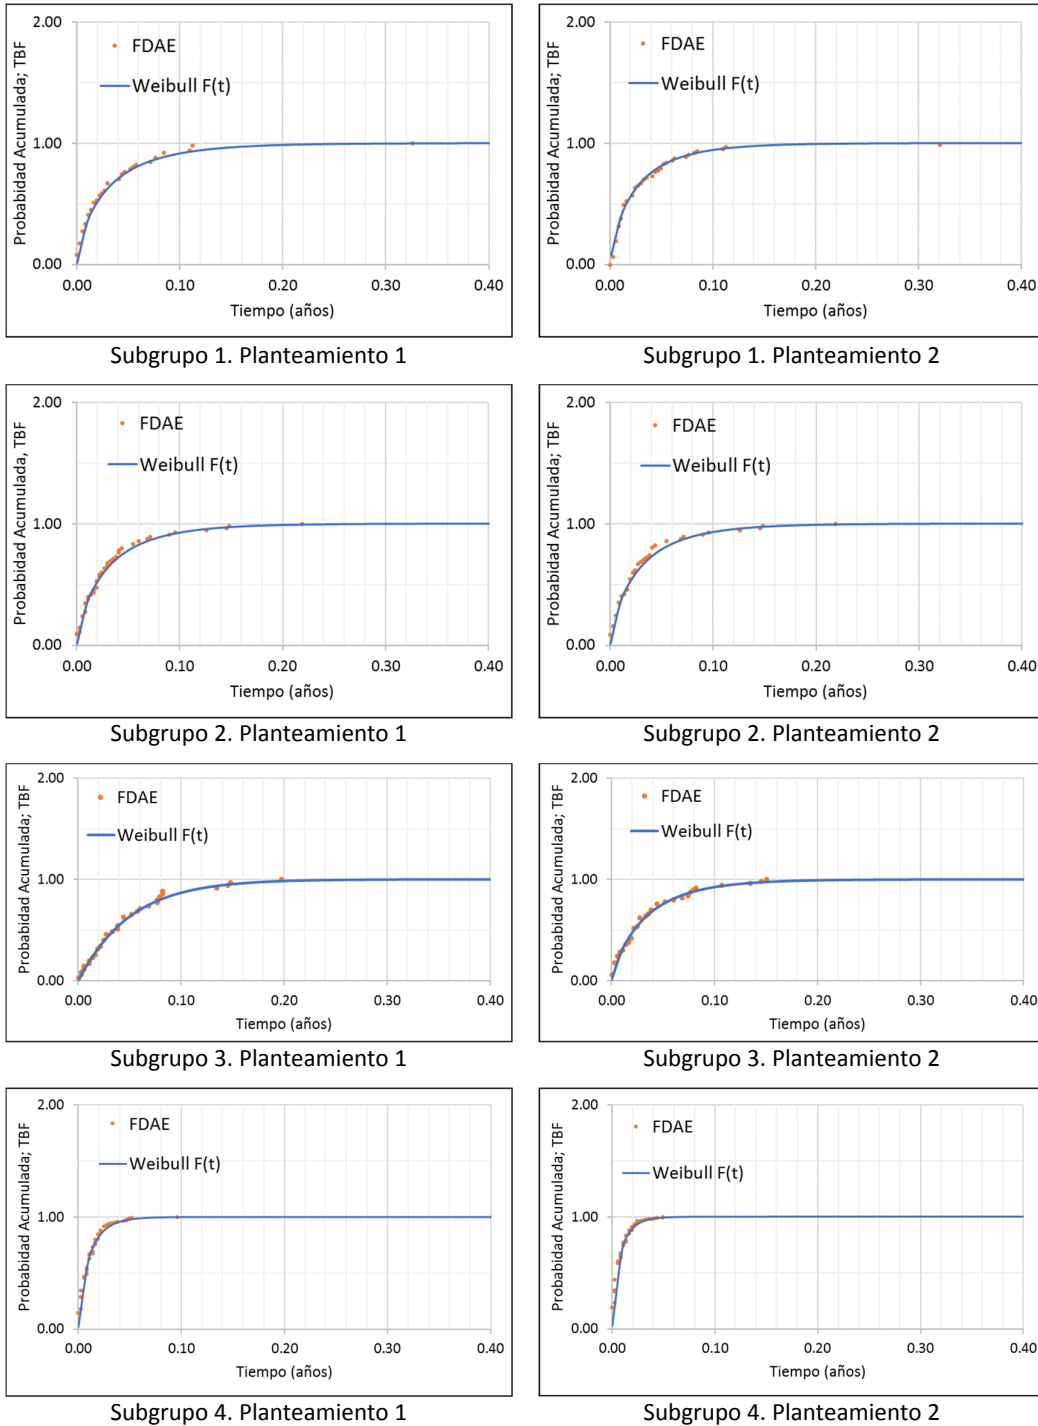 Probabidad Acumulada; TBF
2.00
1.00
0.00
FDAE
Weibull F(t)
0.00 0.10 0.20 0.30 0.40
Tiempo (años)
Subgrupo 1. Planteamiento 1
Probabidad Acumulada; TBF
2.00
1.00
0.00
FDAE
Weibull F(t)
0.00 0.10 0.20 0.30 0.40
Tiempo (años)
Subgrupo 1. Planteamiento 2
Probabidad Acumulada, TBF
2.00
1.00
0.00
FDAE
Weibull F(t)
0.00 0.10 0.20 0.30 0.40
Tiempo (años)
Subgrupo 2. Planteamiento 1
Probabidad Acumulada; TBF
2.00
1.00
0.00
FDAE
Weibull F(t)
0.00 0.10 0.20 0.30 0.40
Tiempo (años)
Subgrupo 2. Planteamiento 2
Probabidad Acumulada; TBF
2.00
1.00
0.00
FDAE
Weibull F(t)
0.00 0.10 0.20 0.30 0.40
Tiempo (años)
Subgrupo 3. Planteamiento 1
Probabidad Acumulada; TBF
2.00
1.00
0.00
FDAE
Weibull F(t)
0.00 0.10 0.20 0.30 0.40
Tiempo (años)
Subgrupo 3. Planteamiento 2
Probabidad Acumulada; TBF
2.00
1.00
0.00
FDAE
Weibull F(t)
0.00 0.10 0.20 0.30 0.40
Tiempo (años)
Subgrupo 4. Planteamiento 1
Probabidad Acumulada; TBF
2.00
1.00
0.00
FDAE
Weibull F(t)
0.00 0.10 0.20 0.30 0.40
Tiempo (años)
Subgrupo 4. Planteamiento 2